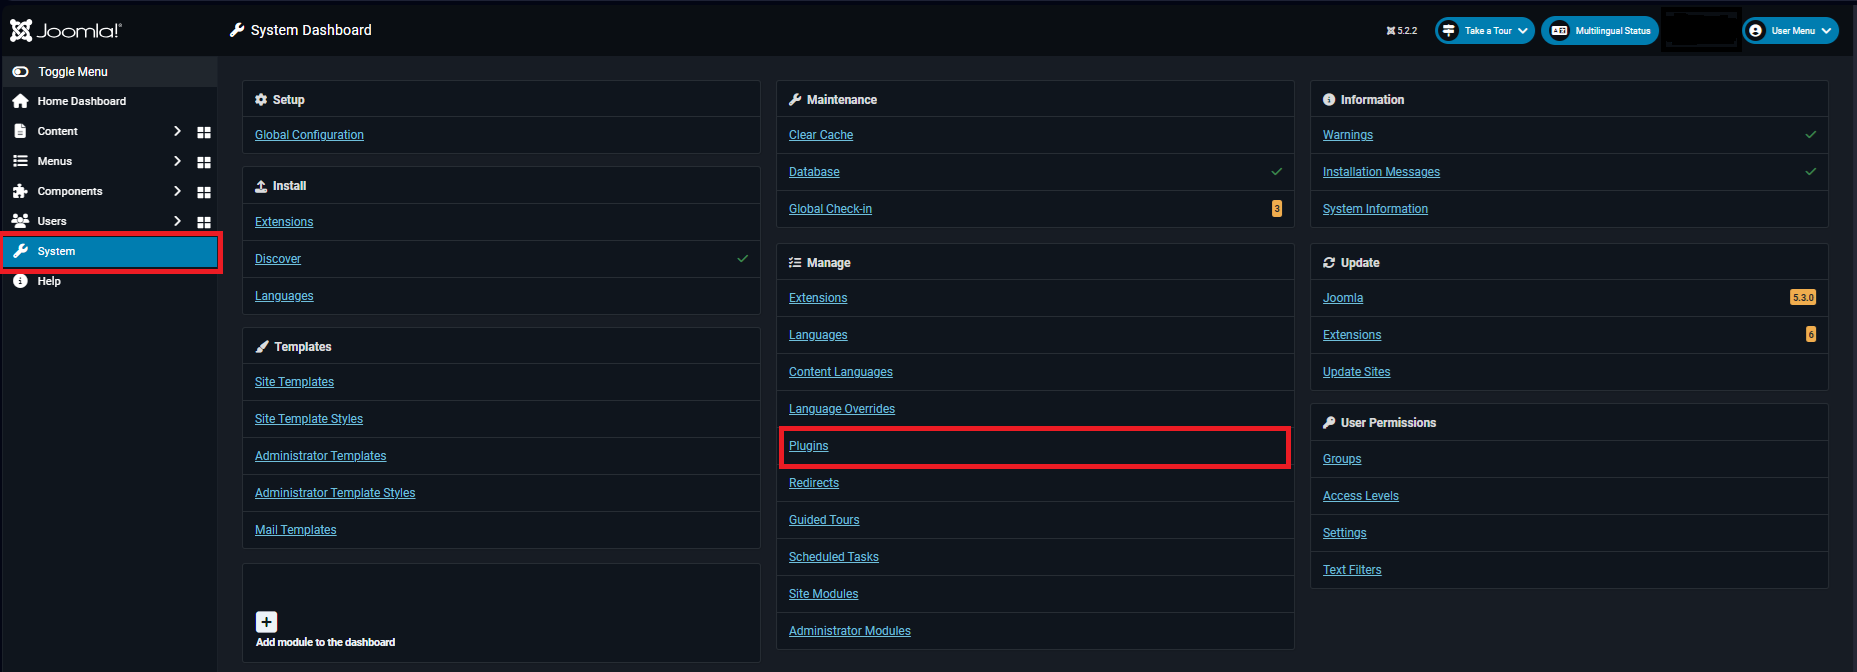 Joomla!
System Dashboard
5.2.2
Take a Tour
Multilingual Status
User Menu
Toggle Menu
Home Dashboard
Content
Menus
Components
Users
System
Help
Setup
Global Configuration
Install
Extensions
Discover
Languages
Templates
Site Templates
Site Template Styles
Administrator Templates
Administrator Template Styles
Mail Templates
Add module to the dashboard
Maintenance
Clear Cache
Database
Global Check-in 3
Manage
Extensions
Languages
Content Languages
Language Overrides
Plugins
Redirects
Guided Tours
Scheduled Tasks
Site Modules
Administrator Modules
Information
Warnings
Installation Messages
System Information
Update
Joomla 5.3.0
Extensions 6
Update Sites
User Permissions
Groups
Access Levels
Settings
Text Filters